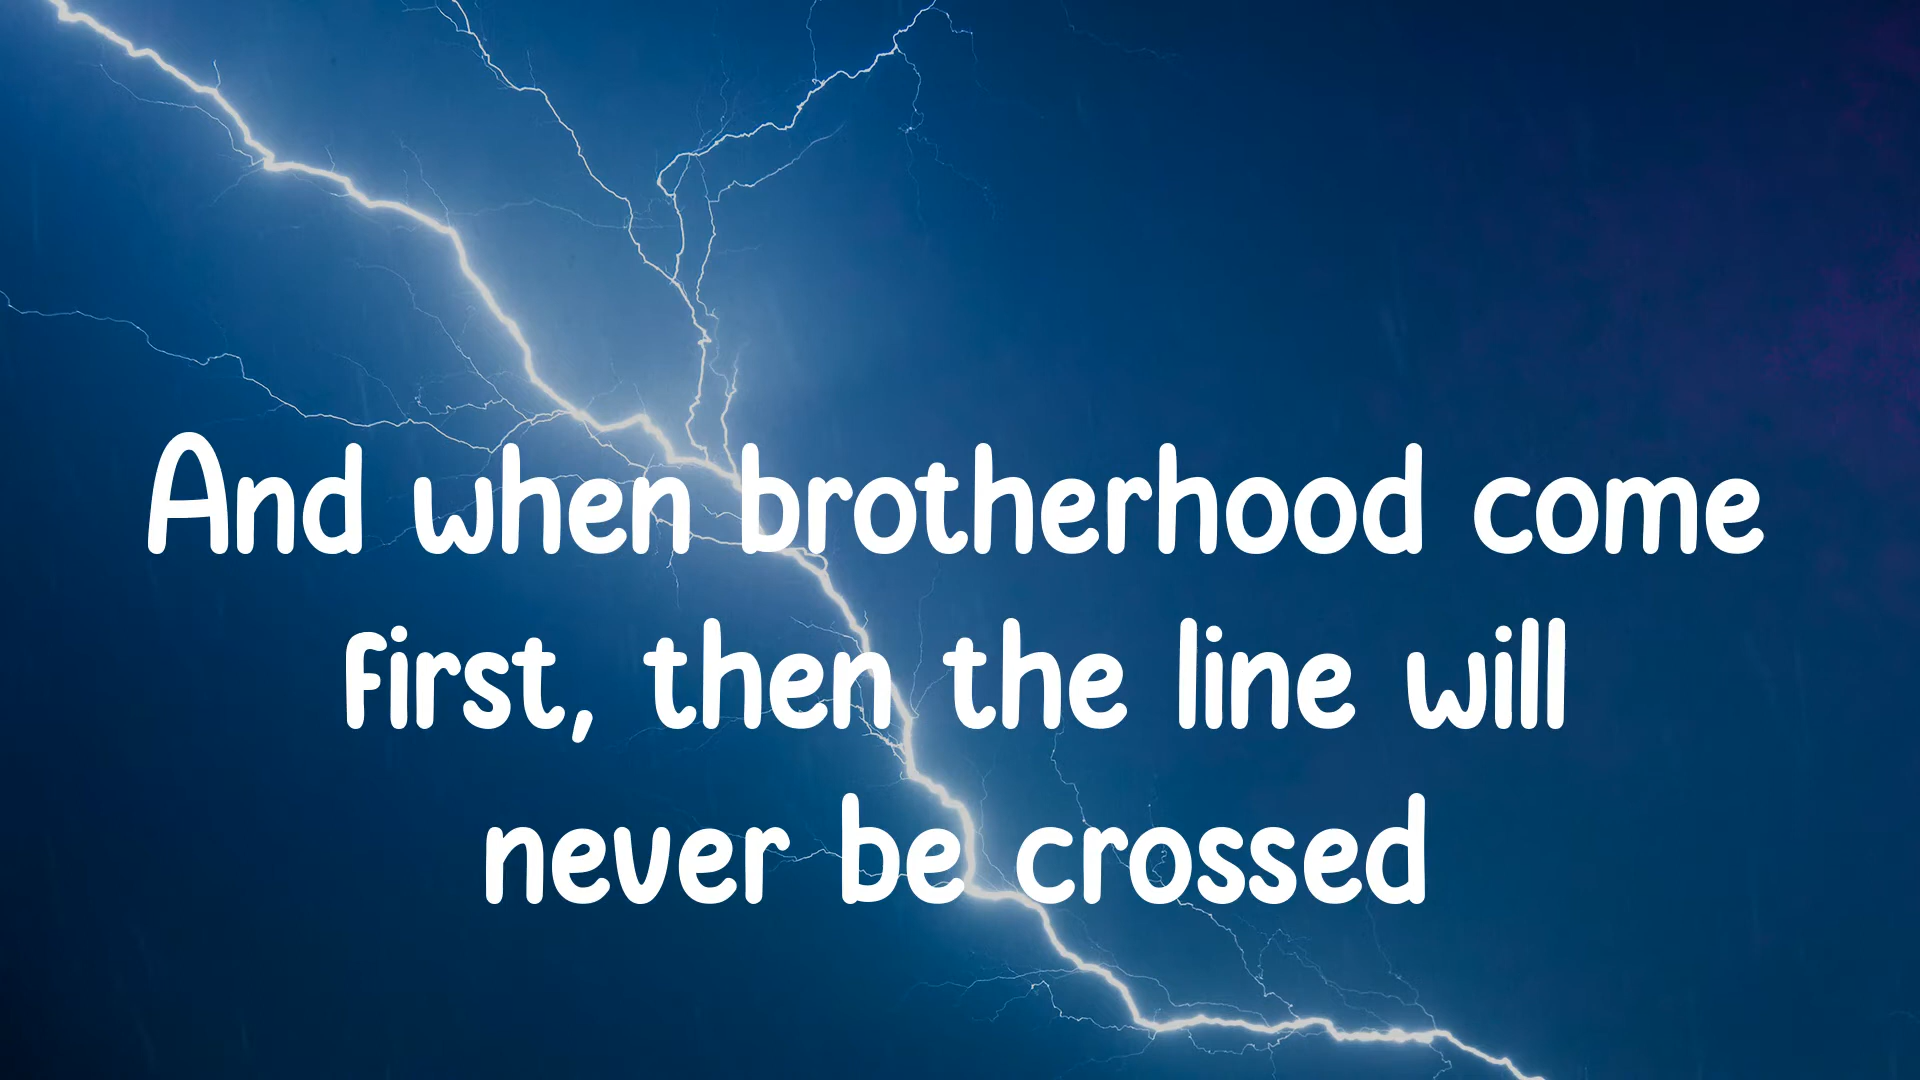 And when brotherhood come
first, then the line will
never be crossed